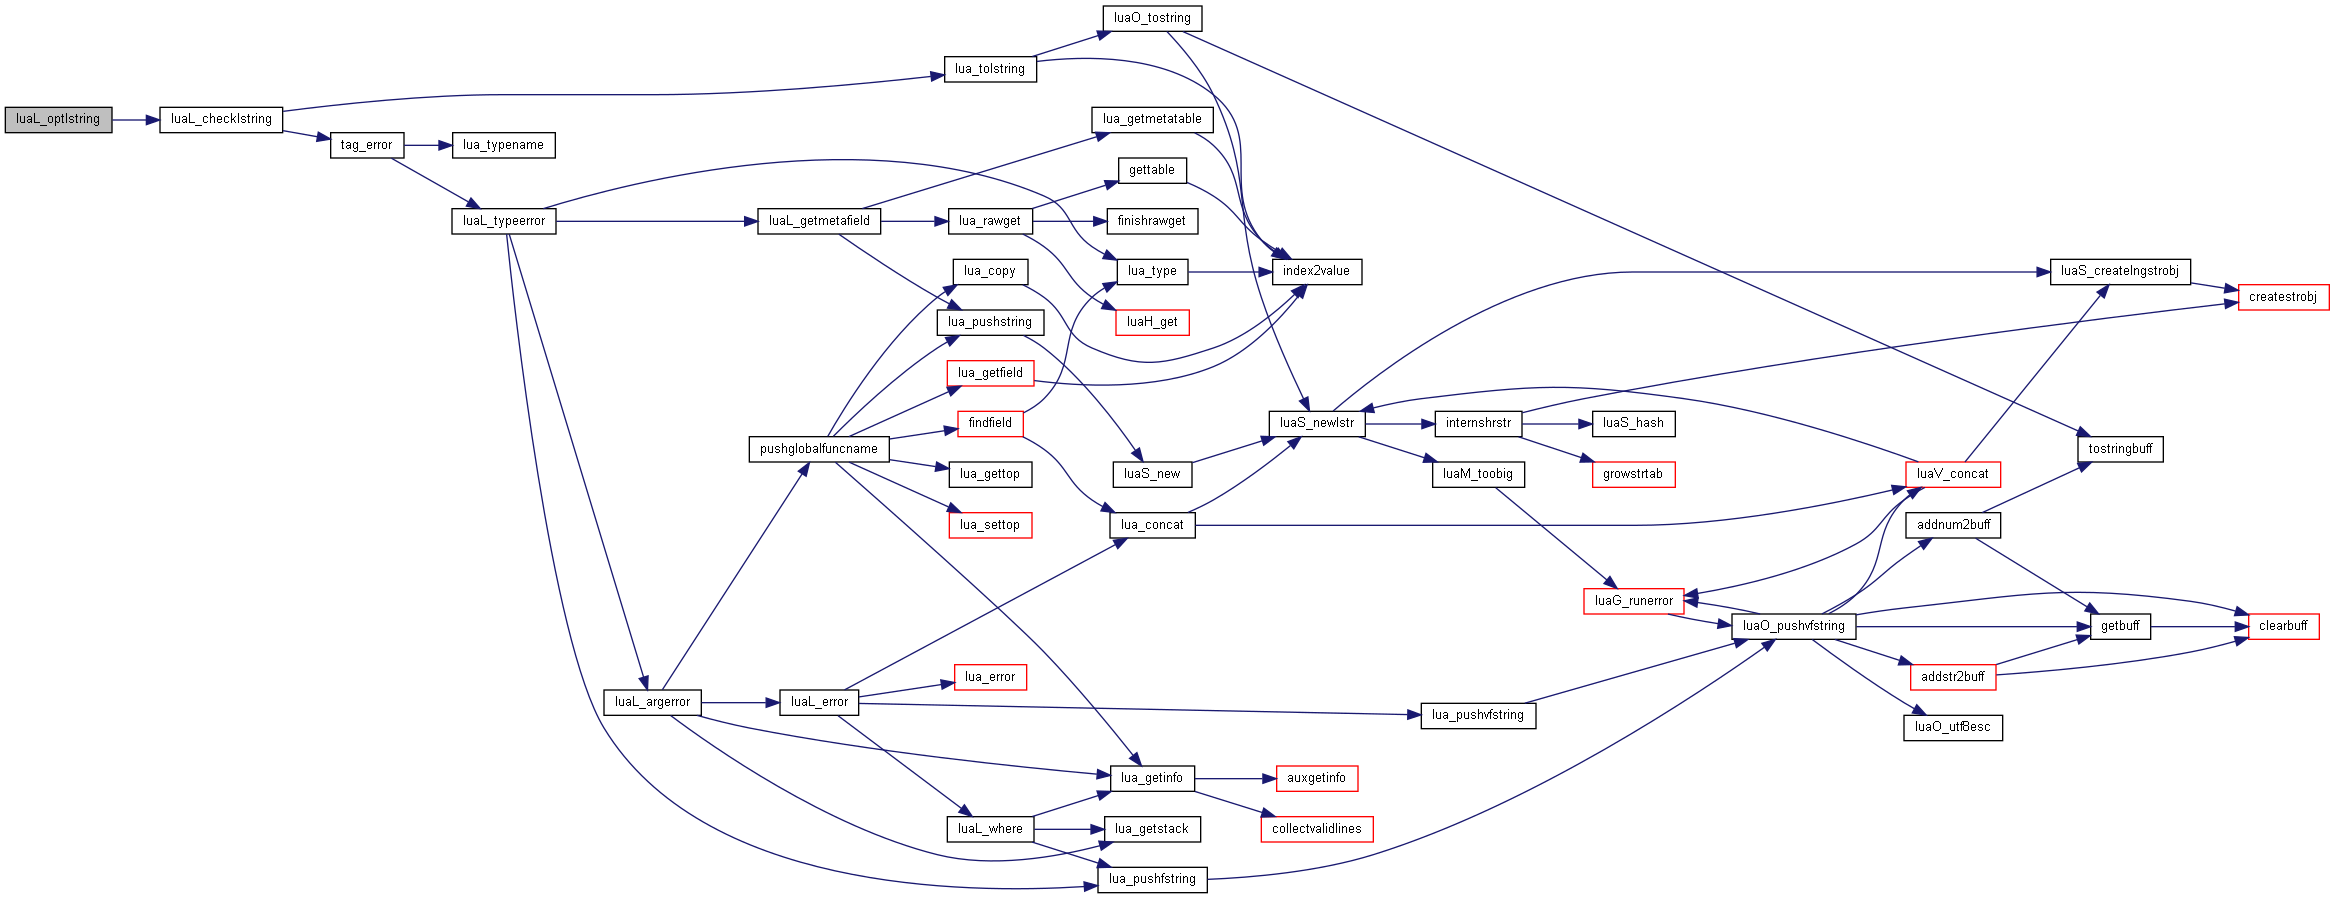 luaO_tostring
lua_tolstring
luaL_optlstring
luaL_checklstring
lua_getmetatable
tag_error
lua_typename
gettable
luaL_typeerror
luaL_getmetafield
lua_rawget
finishrawget
lua_copy
lua_type
index2value
luaS_createlngstrobj
createstrobj
lua_pushstring
luaH_get
lua_getfield
findfield
luaS_newlstr
internshrstr
luaS_hash
pushglobalfuncname
tostringbuff
lua_gettop
luaS_new
luaM_toobig
growstrtab
luaV_concat
lua_settop
lua_concat
addnum2buff
luaG_runerror
luaO_pushvfstring
getbuff
clearbuff
lua_error
addstr2buff
luaL_argerror
luaL_error
lua_pushvfstring
luaO_utf8esc
lua_getinfo
auxgetinfo
luaL_where
lua_getstack
collectvalidlines
lua_pushfstring